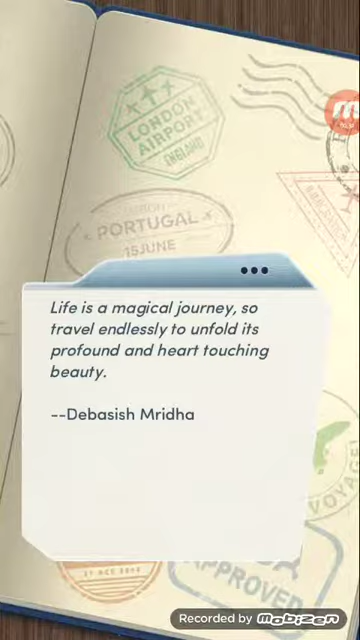 LONDON
AIRPORT
ENGLAND
PORTUGAL
15JUNE
Life is a magical journey, so
travel endlessly to unfold its
profound and heart touching
beauty.
--Debasish Mridha
VOYAGE
APPROVED
Recorded by mobizen